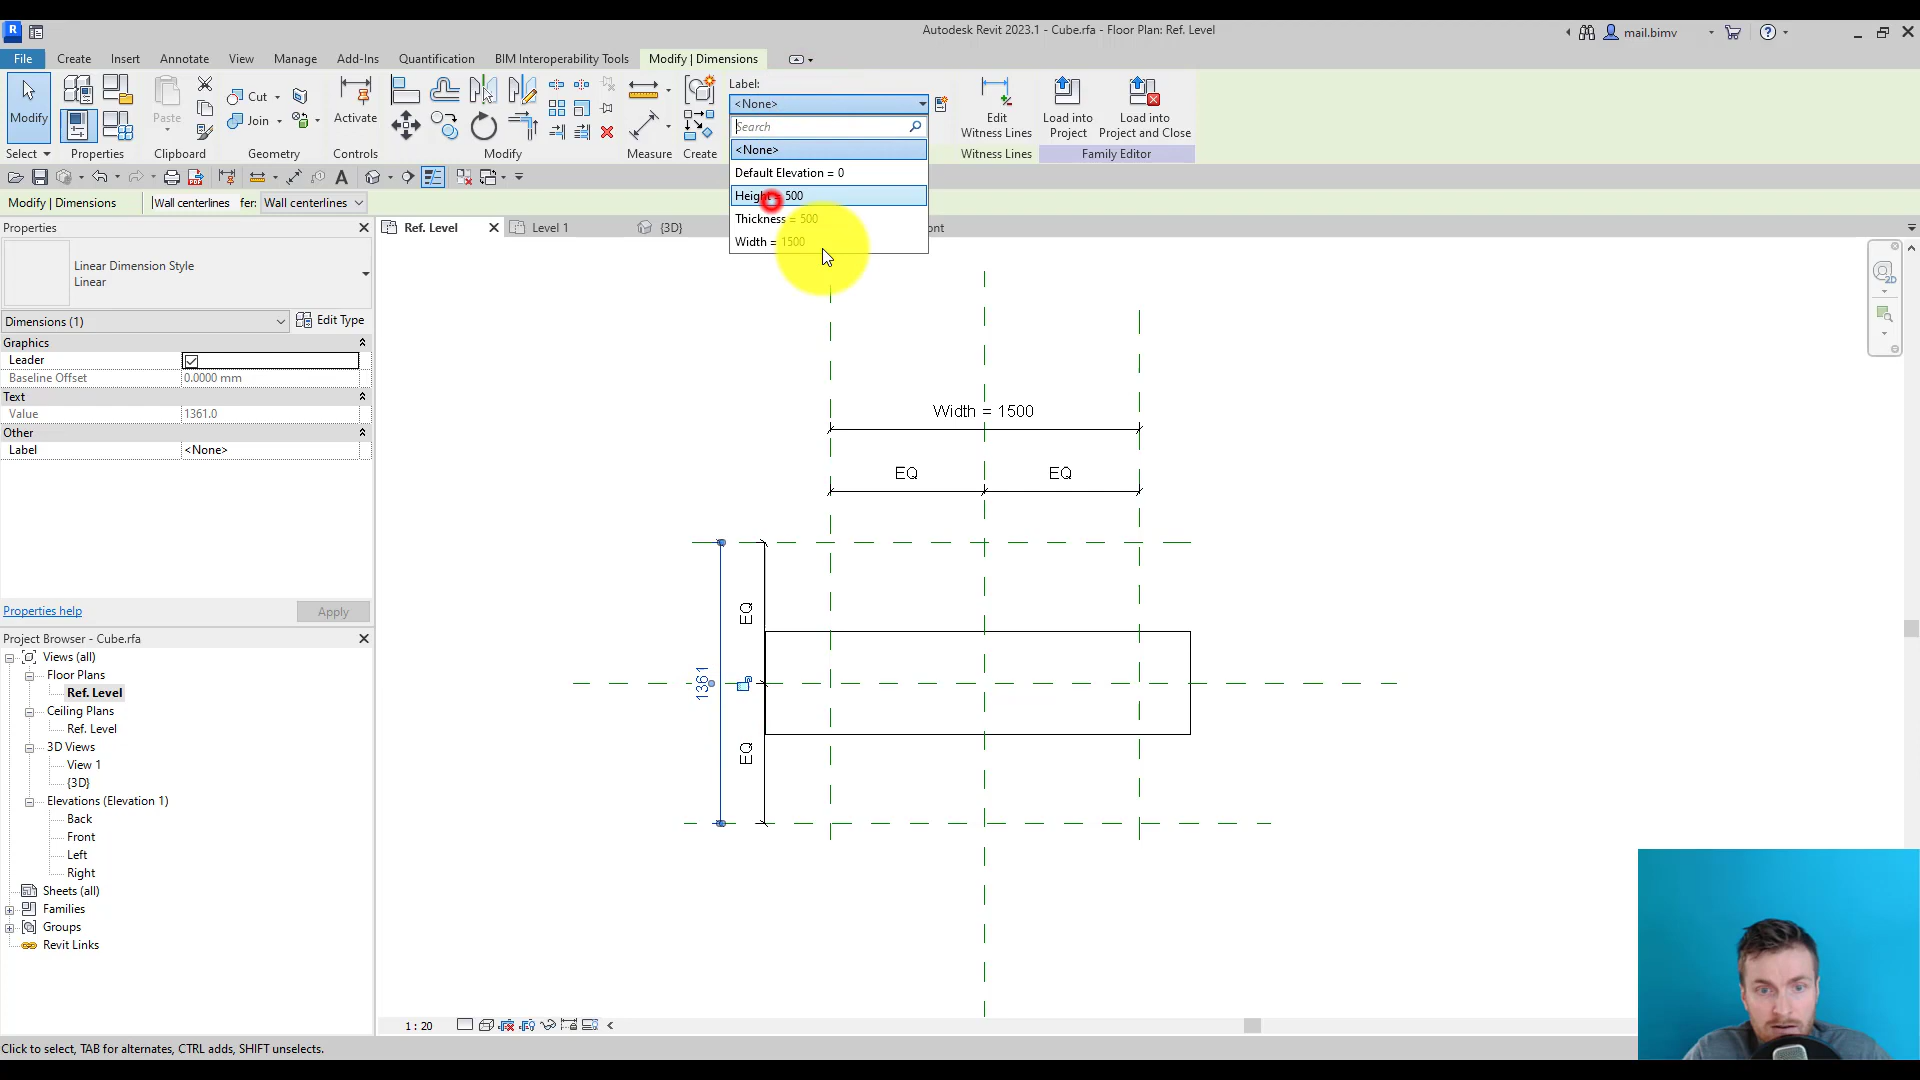 Autodesk Revit 2023.1 - Cube.rfa - Floor Plan: Ref. Level
mail.bimv
File Create Insert Annotate View Manage Add-Ins Quantification BIM Interoperability Tools Modify | Dimensions
Modify
Paste
Cut
Join
Activate
Label:
<None>
Search
<None>
Default Elevation = 0
Height = 500
Thickness = 500
Width = 1500
Edit
Witness Lines
Load into
Project
Load into
Project and Close
Select Properties Clipboard Geometry Controls Modify Measure Create Witness Lines Family Editor
Modify | Dimensions Wall centerlines fer: Wall centerlines
Properties
Linear Dimension Style
Linear
Dimensions (1) Edit Type
Graphics
Leader
Baseline Offset 0.0000 mm
Text
Value 1361.0
Other
Label <None>
Properties help Apply
Project Browser - Cube.rfa
Views (all)
Floor Plans
Ref. Level
Ceiling Plans
Ref. Level
3D Views
View 1
{3D}
Elevations (Elevation 1)
Back
Front
Left
Right
Sheets (all)
Families
Groups
Revit Links
Ref. Level Level 1 {3D} ont
Width = 1500
EQ EQ
EQ
1361
EQ
1 : 20
Click to select, TAB for alternates, CTRL adds, SHIFT unselects.